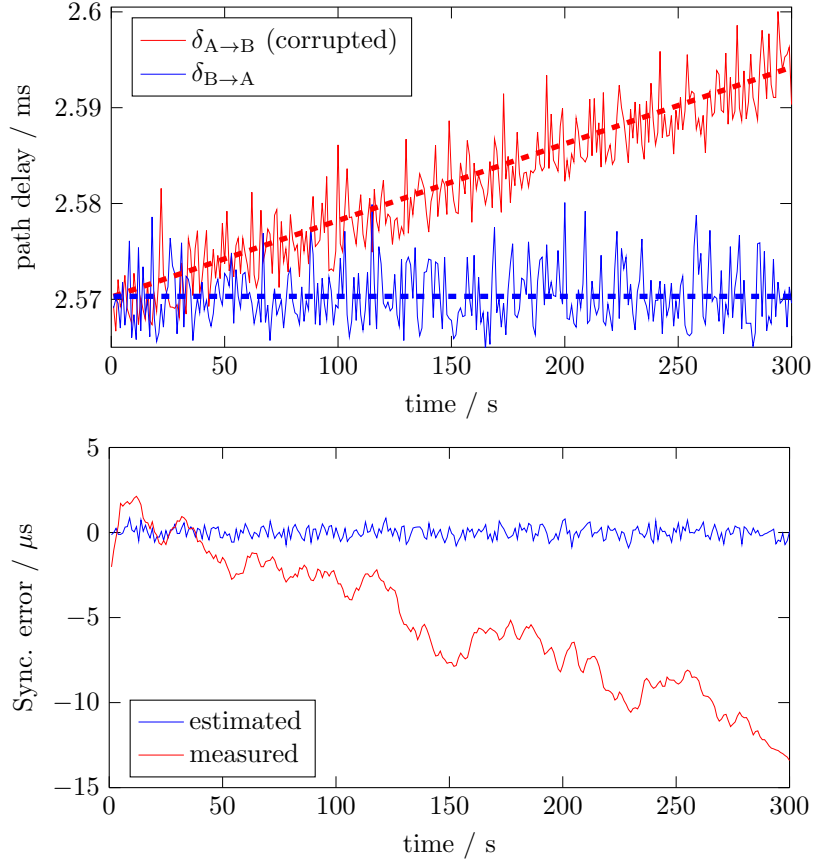 2.6
δA→B (corrupted)
δB→A
2.59
2.58
2.57
path delay / ms
0 50 100 150 200 250 300
time / s
5
0
−5
−10
−15
Sync. error / μs
estimated
measured
0 50 100 150 200 250 300
time / s